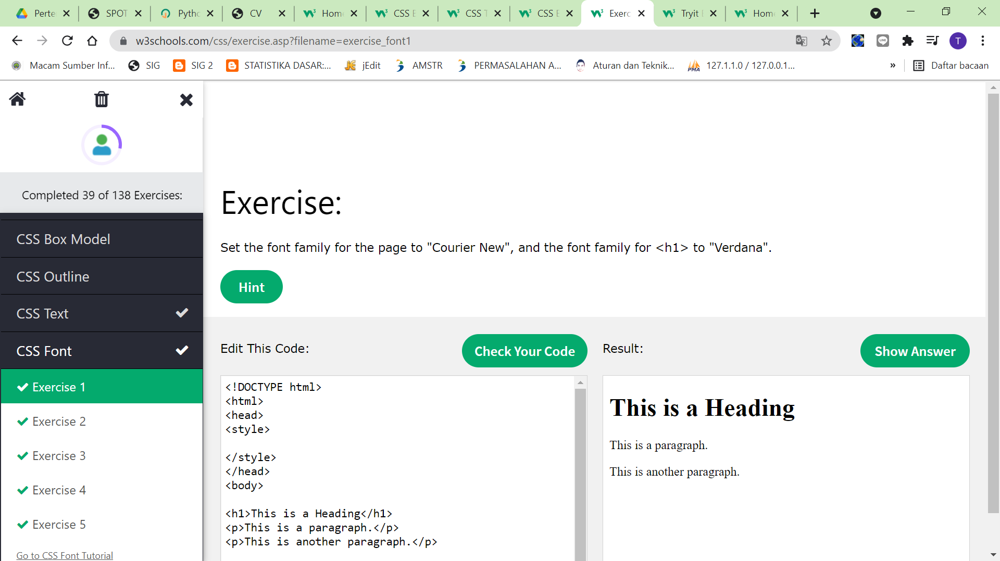 Perte
SPOT
Pytho
CV
Home
CSS E
CSS T
CSS E
Exerc
Tryit E
Home
w3schools.com/css/exercise.asp?filename=exercise_font1
T
Macam Sumber Inf...
SIG
SIG 2
STATISTIKA DASAR:...
jEdit
AMSTR
PERMASALAHAN A...
Aturan dan Teknik...
PMA
127.1.1.0 / 127.0.0.1...
»
Daftar bacaan
Completed 39 of 138 Exercises:
CSS Box Model
CSS Outline
CSS Text
CSS Font
Exercise 1
Exercise 2
Exercise 3
Exercise 4
Exercise 5
Go to CSS Font Tutorial
Exercise:
Set the font family for the page to "Courier New", and the font family for <h1> to "Verdana".
Hint
Edit This Code:
Check Your Code
<!DOCTYPE html>
<html>
<head>
<style>
</style>
</head>
<body>
<h1>This is a Heading</h1>
<p>This is a paragraph.</p>
<p>This is another paragraph.</p>
Result:
Show Answer
This is a Heading
This is a paragraph.
This is another paragraph.